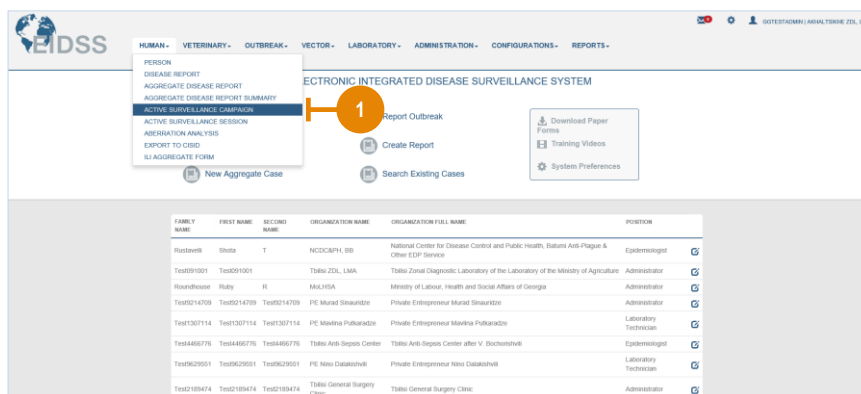 EIDSS
GGTESTADMIN | AKHALTSIKHE ZDL,
HUMAN VETERINARY OUTBREAK VECTOR LABORATORY ADMINISTRATION CONFIGURATIONS REPORTS
PERSON
DISEASE REPORT
AGGREGATE DISEASE REPORT
AGGREGATE DISEASE REPORT SUMMARY
ACTIVE SURVEILLANCE CAMPAIGN
ACTIVE SURVEILLANCE SESSION
ABERRATION ANALYSIS
EXPORT TO CISID
ILI AGGREGATE FORM
ECTRONIC INTEGRATED DISEASE SURVEILLANCE SYSTEM
1
Report Outbreak
Create Report
New Aggregate Case
Search Existing Cases
Download Paper
Forms
Training Videos
System Preferences
FAMILY NAME FIRST NAME SECOND NAME ORGANIZATION NAME ORGANIZATION FULL NAME POSITION
Rustaveli Shota T NCDC&PH, BB National Center for Disease Control and Public Health, Batumi Anti-Plague & Other EDP Service Epidemiologist
Test091001 Test091001 Tbilisi ZDL, LMA Tbilisi Zonal Diagnostic Laboratory of the Laboratory of the Ministry of Agriculture Administrator
Roundhouse Ruby R MoLHSA Ministry of Labour, Health and Social Affairs of Georgia Administrator
Test9214709 Test9214709 Test9214709 PE Murad Sinauridze Private Entrepreneur Murad Sinauridze Administrator
Test1307114 Test1307114 Test1307114 PE Mavlina Putkaradze Private Entrepreneur Mavlina Putkaradze Laboratory Technician
Test4466776 Test4466776 Test4466776 Tbilisi Anti-Sepsis Center Tbilisi Anti-Sepsis Center after V. Bochorishvili Epidemiologist
Test9629551 Test9629551 Test9629551 PE Nino Dalakishvili Private Entrepreneur Nino Dalakishvili Laboratory Technician
Test2189474 Test2189474 Test2189474 Tbilisi General Surgery Clinic Tbilisi General Surgery Clinic Administrator